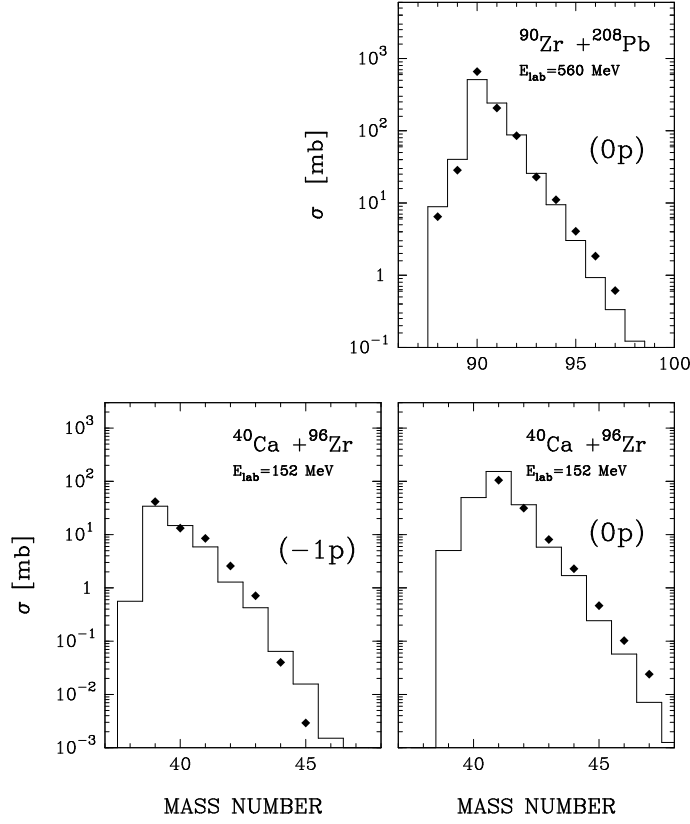 ⁹⁰Zr +²⁰⁸Pb
E_lab=560 MeV
(0p)
σ [mb]
10³
10²
10¹
1
10⁻¹
90 95 100
⁴⁰Ca +⁹⁶Zr
E_lab=152 MeV
(−1p)
σ [mb]
10³
10²
10¹
1
10⁻¹
10⁻²
10⁻³
40 45
MASS NUMBER
⁴⁰Ca +⁹⁶Zr
E_lab=152 MeV
(0p)
40 45
MASS NUMBER